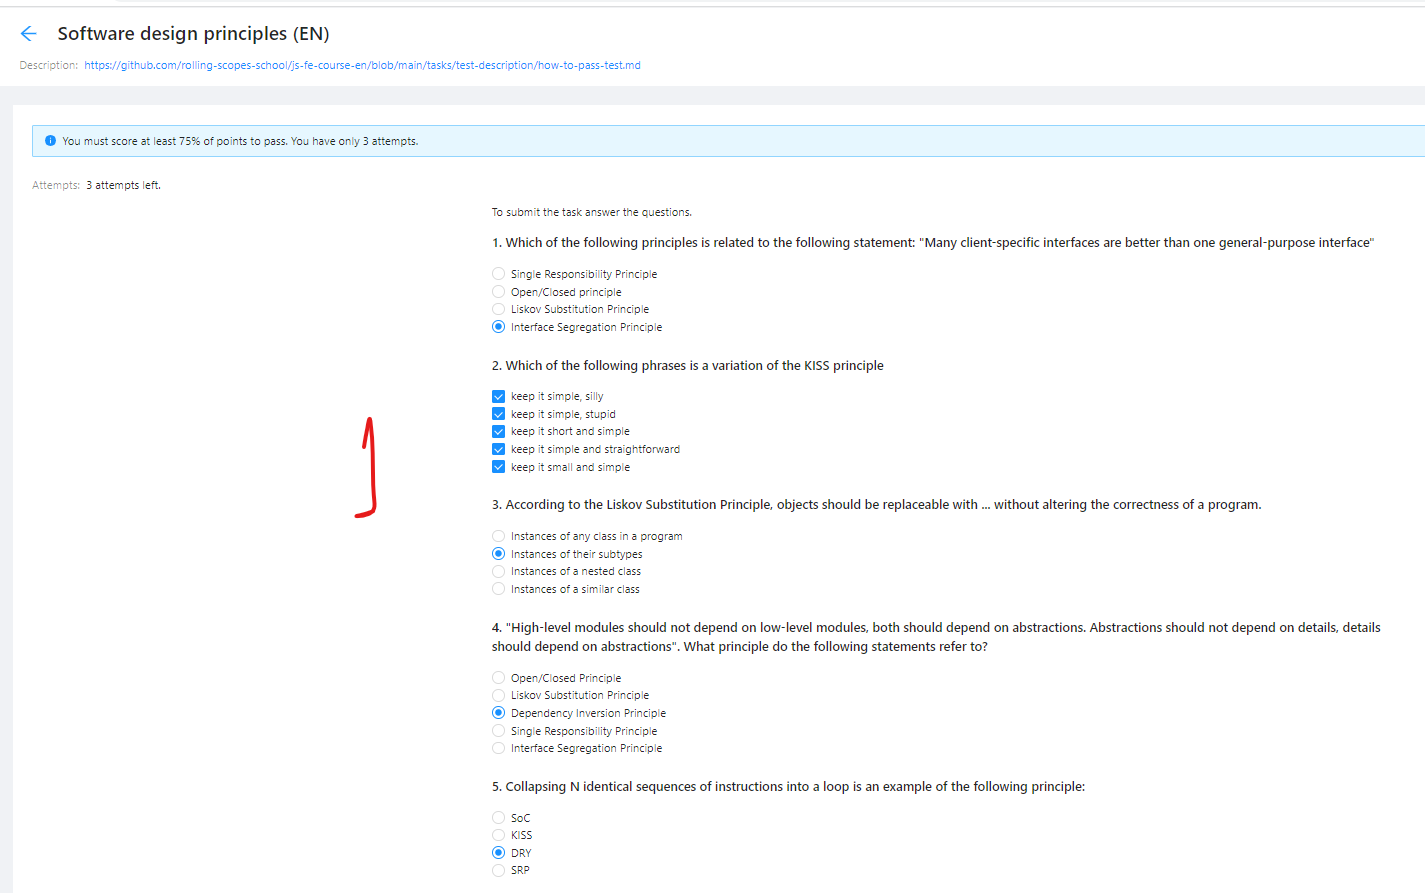 Software design principles (EN)
Description: https://github.com/rolling-scopes-school/js-fe-course-en/blob/main/tasks/test-description/how-to-pass-test.md
You must score at least 75% of points to pass. You have only 3 attempts.
Attempts: 3 attempts left.
To submit the task answer the questions.
1. Which of the following principles is related to the following statement: "Many client-specific interfaces are better than one general-purpose interface"
Single Responsibility Principle
Open/Closed principle
Liskov Substitution Principle
Interface Segregation Principle
2. Which of the following phrases is a variation of the KISS principle
keep it simple, silly
keep it simple, stupid
keep it short and simple
keep it simple and straightforward
keep it small and simple
3. According to the Liskov Substitution Principle, objects should be replaceable with ... without altering the correctness of a program.
Instances of any class in a program
Instances of their subtypes
Instances of a nested class
Instances of a similar class
4. "High-level modules should not depend on low-level modules, both should depend on abstractions. Abstractions should not depend on details, details
should depend on abstractions". What principle do the following statements refer to?
Open/Closed Principle
Liskov Substitution Principle
Dependency Inversion Principle
Single Responsibility Principle
Interface Segregation Principle
5. Collapsing N identical sequences of instructions into a loop is an example of the following principle:
SoC
KISS
DRY
SRP
1